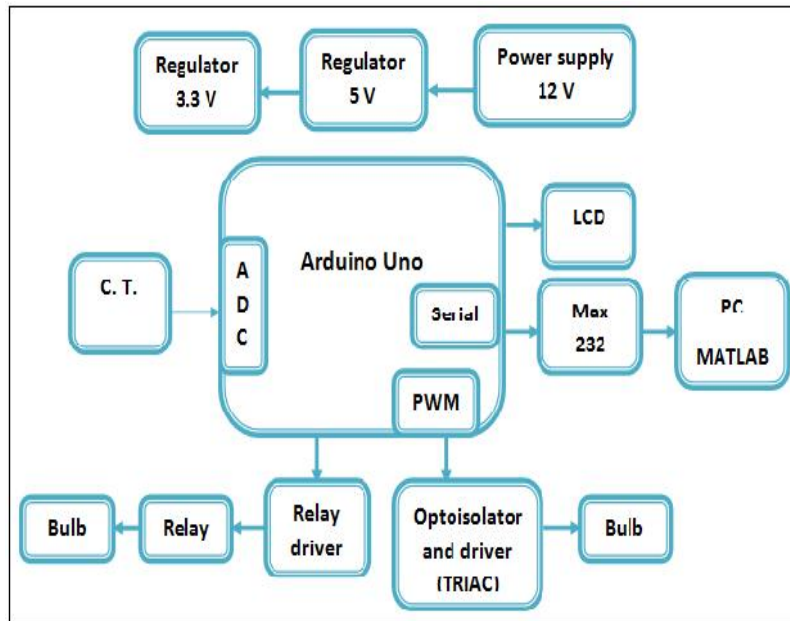 Regulator
3.3 V
Regulator
5 V
Power supply
12 V
LCD
Arduino Uno
A
D
C
C. T.
Serial
Max
232
PC
MATLAB
PWM
Bulb
Relay
Relay
driver
Optoisolator
and driver
(TRIAC)
Bulb